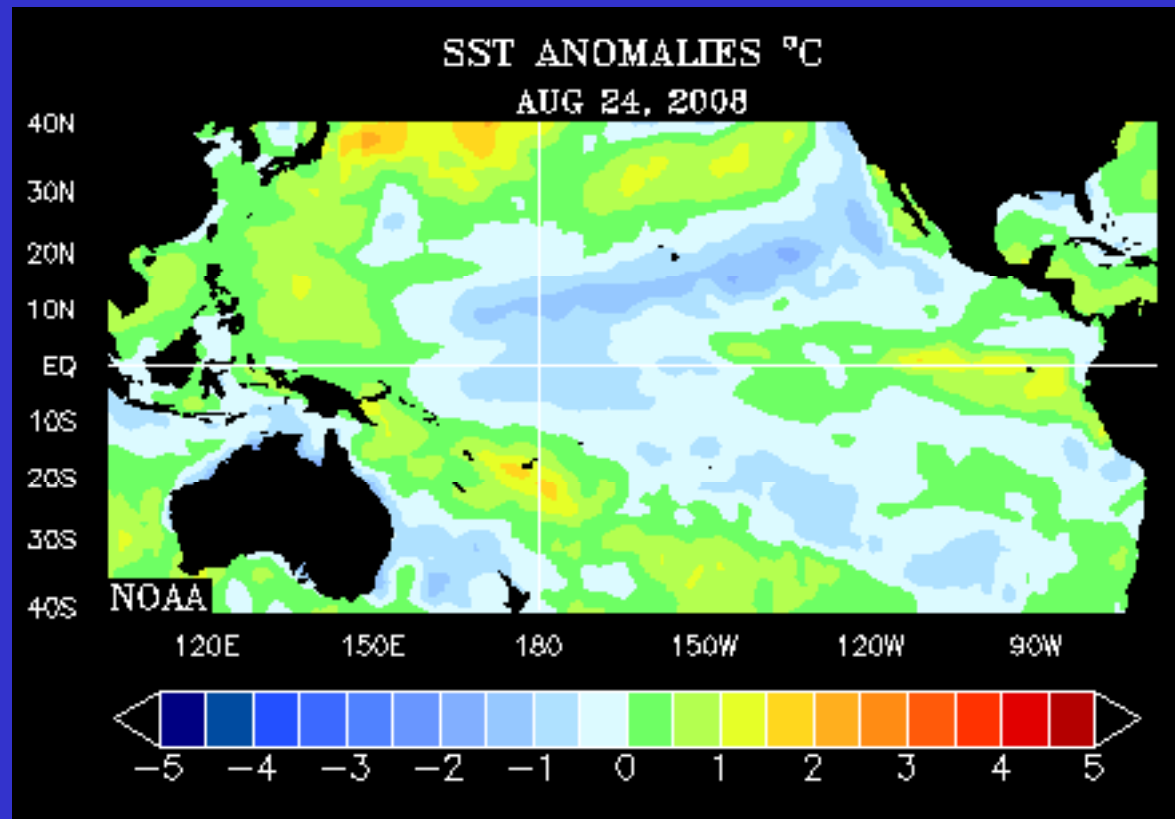 SST ANOMALIES °C
AUG 24, 2008
40N
30N
20N
10N
EQ
10S
20S
30S
40S
NOAA
120E 150E 180 150W 120W 90W
−5 −4 −3 −2 −1 0 1 2 3 4 5